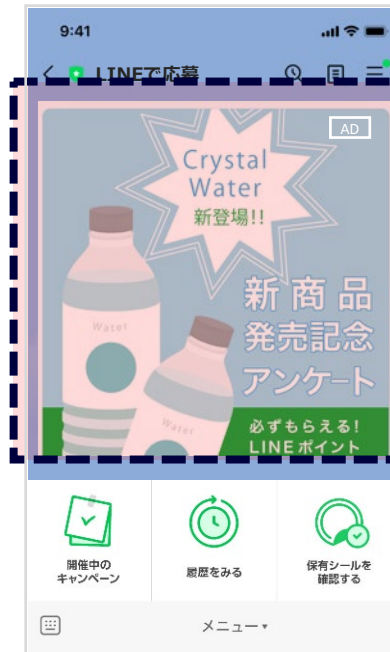 9:41
LINEで応募
AD
Crystal
Water
新登場!!
Water
新商品
発売記念
アンケート
Water
必ずもらえる!
LINEポイント
開催中の
キャンペーン
履歴をみる
保有シールを
確認する
メニュー▾